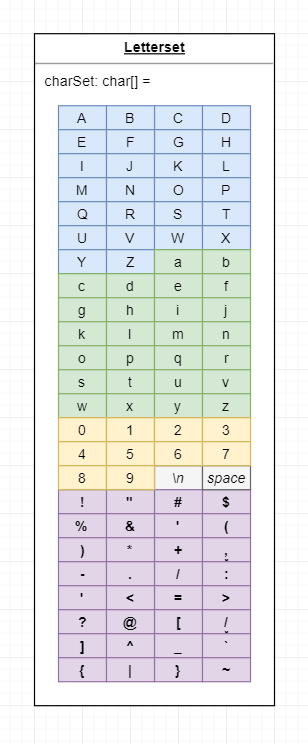 Letterset
charSet: char[] =
A B C D
E F G H
I J K L
M N O P
Q R S T
U V W X
Y Z a b
c d e f
g h i j
k l m n
o p q r
s t u v
w x y z
0 1 2 3
4 5 6 7
8 9 \n space
! " # $
% & ' (
) * + ,
- . / :
' < = >
? @ [ /
] ^ _ `
{ | } ~